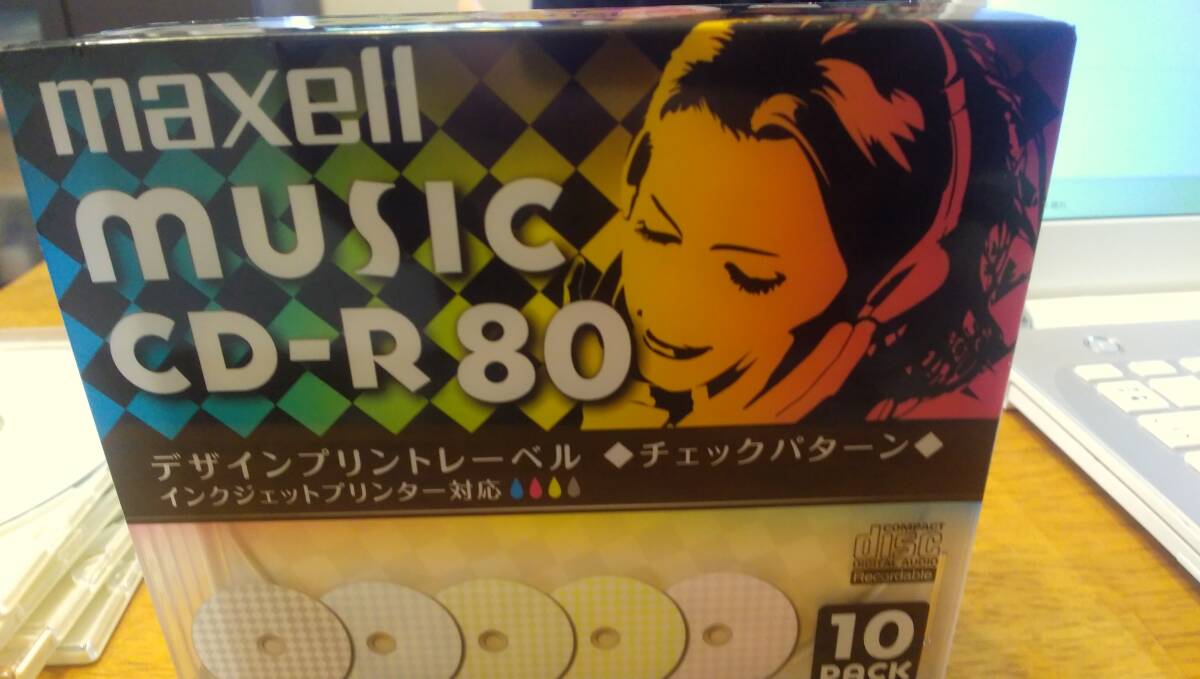 maxell
MUSIC
CD-R 80
デザインプリントレーベル ◆チェックパターン◆
インクジェットプリンター対応
COMPACT
disc
DIGITAL AUDIO
Recordable
10
PACK